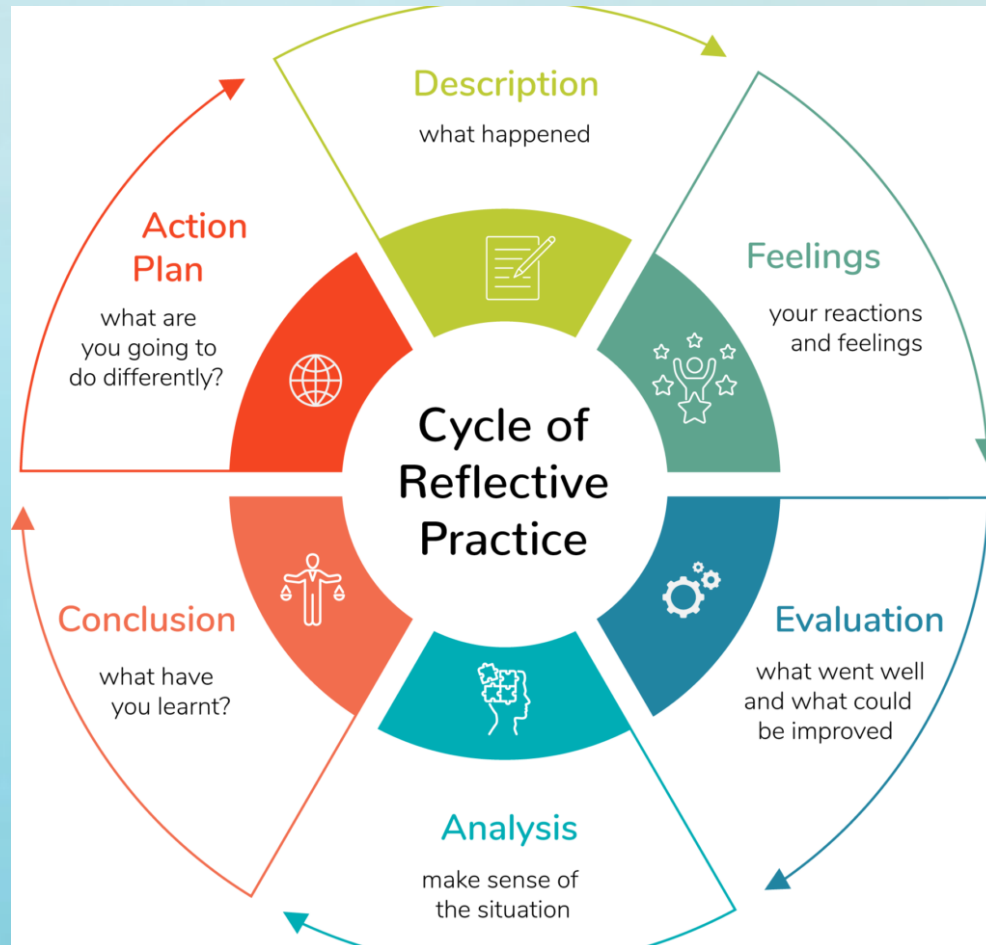 Description
what happened
Feelings
your reactions
and feelings
Evaluation
what went well
and what could
be improved
Analysis
make sense of
the situation
Conclusion
what have
you learnt?
Action
Plan
what are
you going to
do differently?
Cycle of
Reflective
Practice